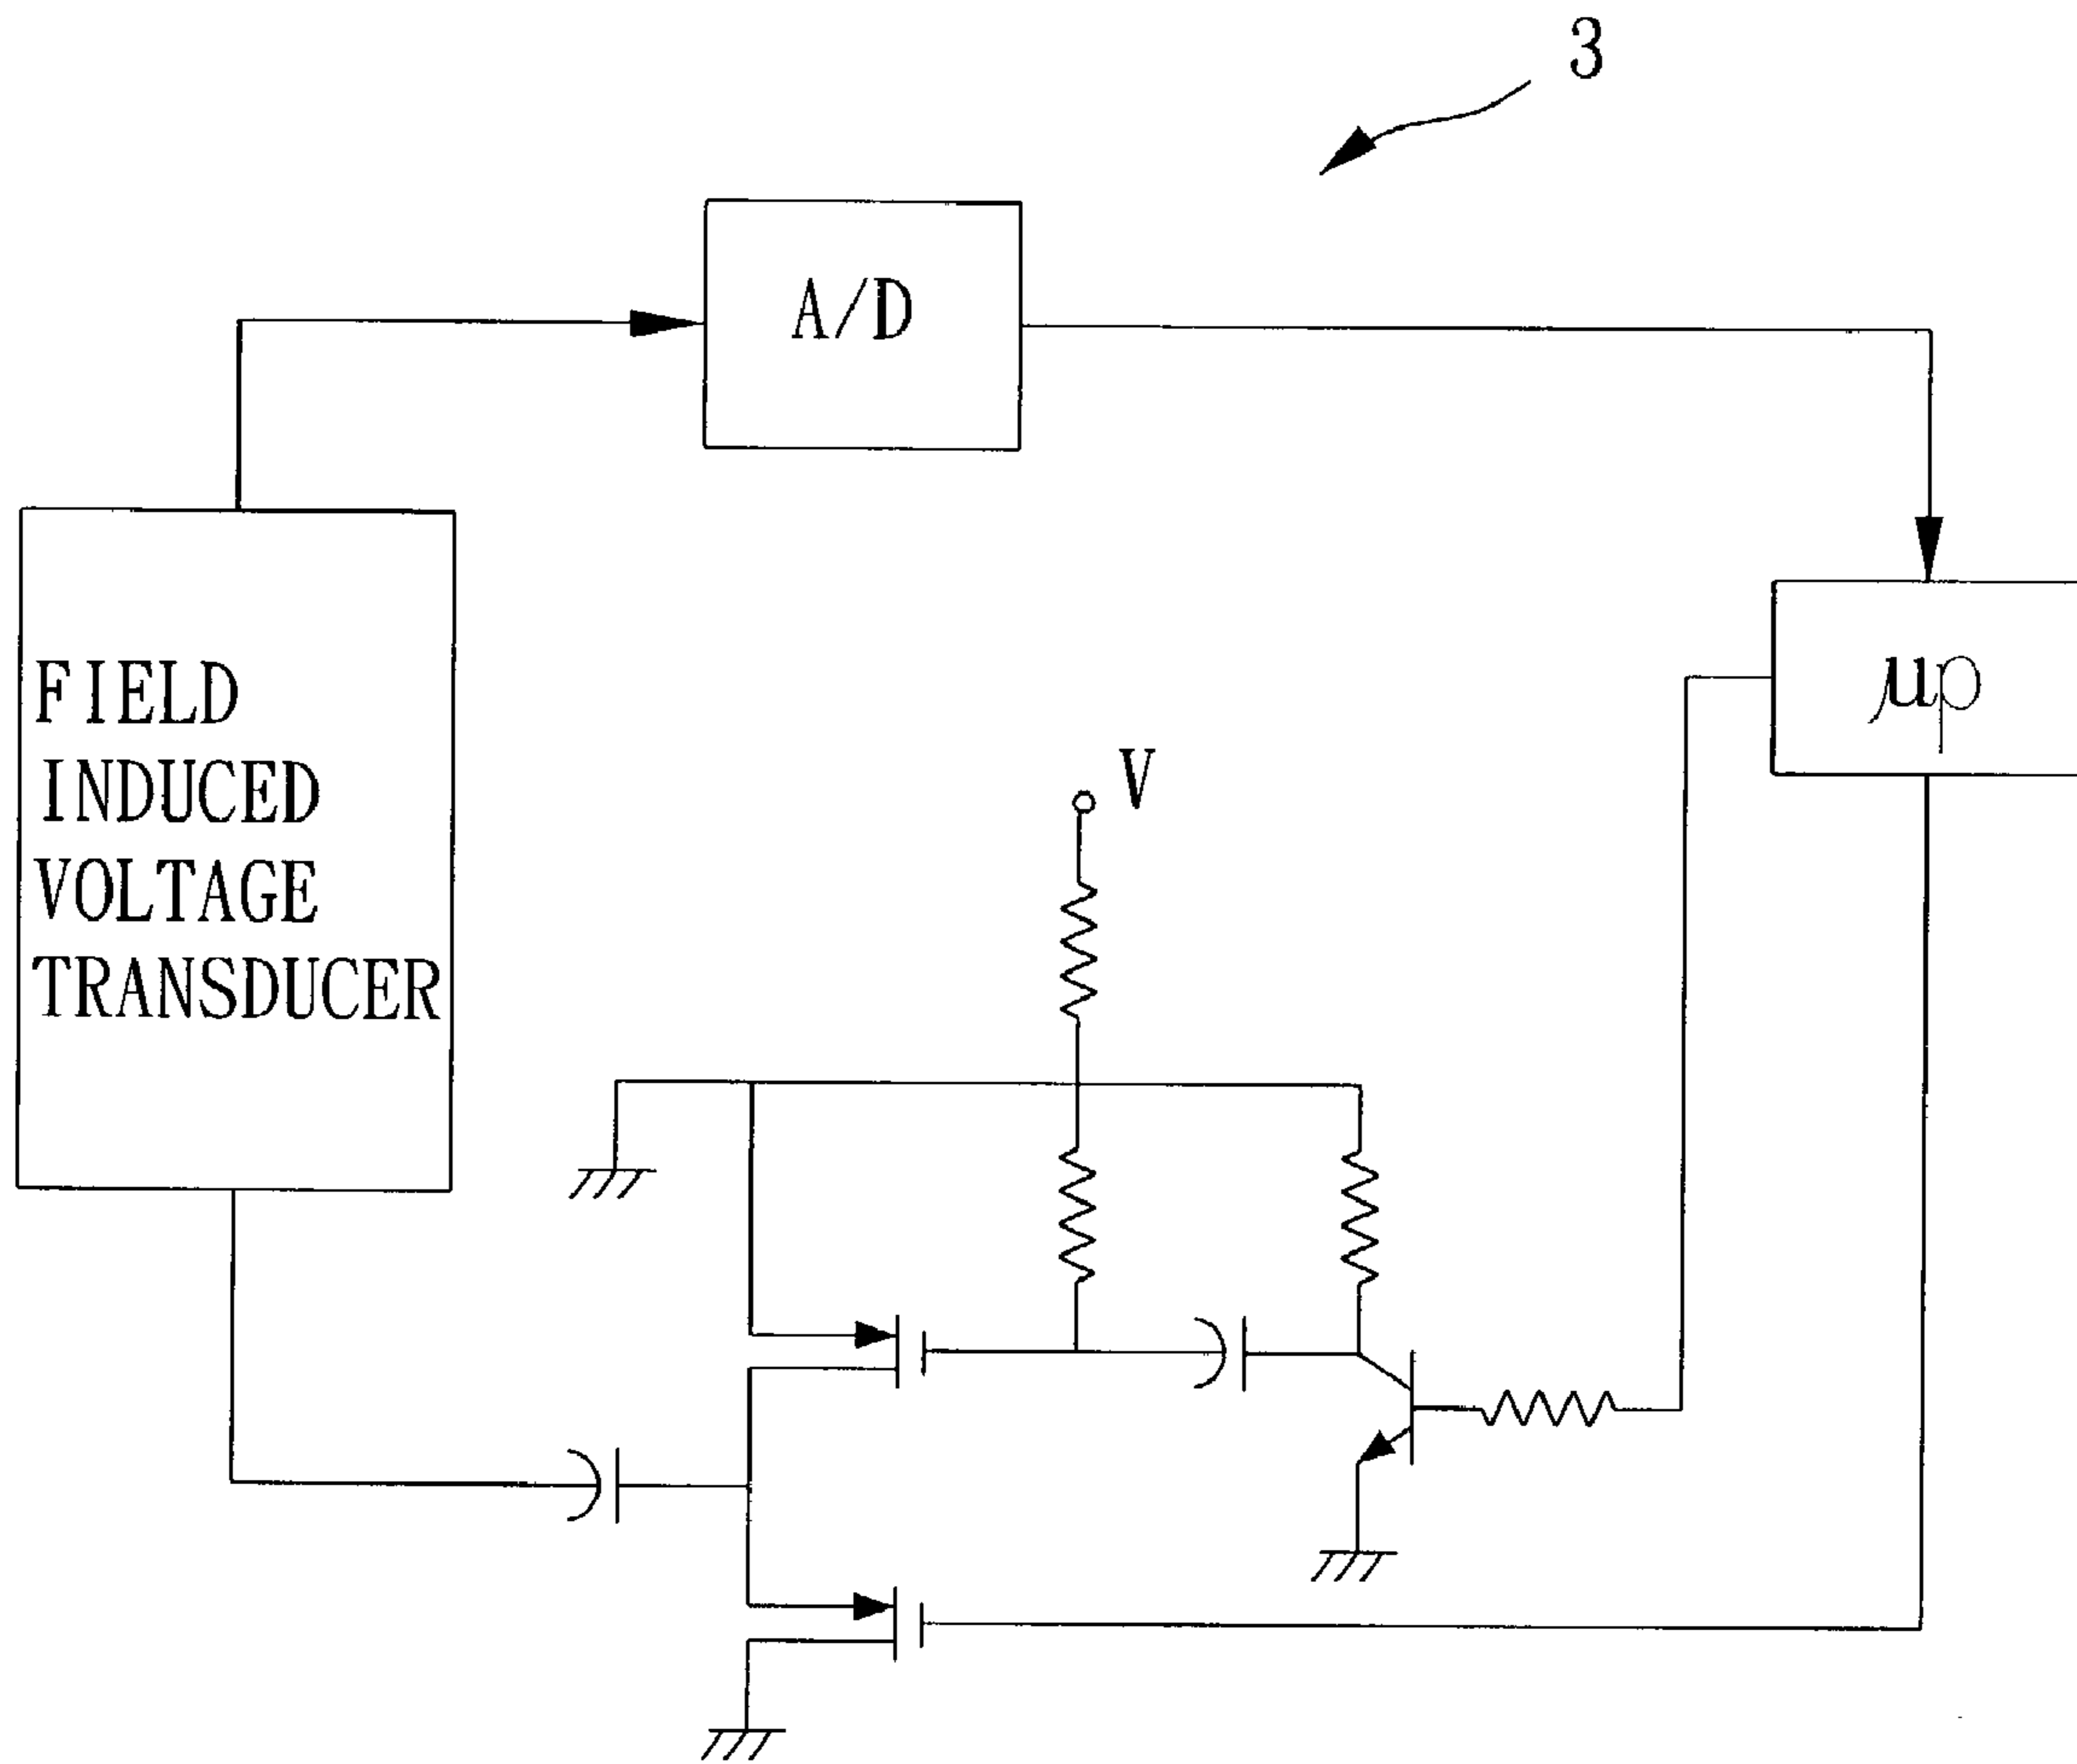 3
A/D
FIELD
INDUCED
VOLTAGE
TRANSDUCER
μp
V